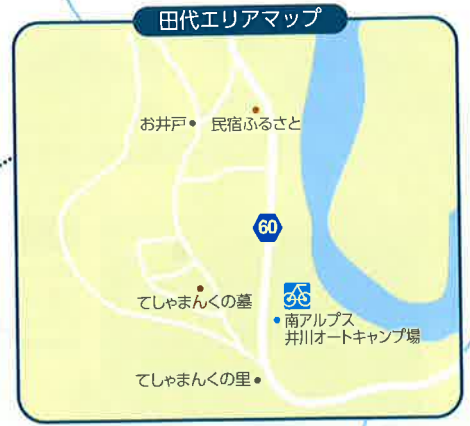 田代エリアマップ
お井戸
民宿ふるさと
60
てしゃまんくの墓
南アルプス
井川オートキャンプ場
てしゃまんくの里